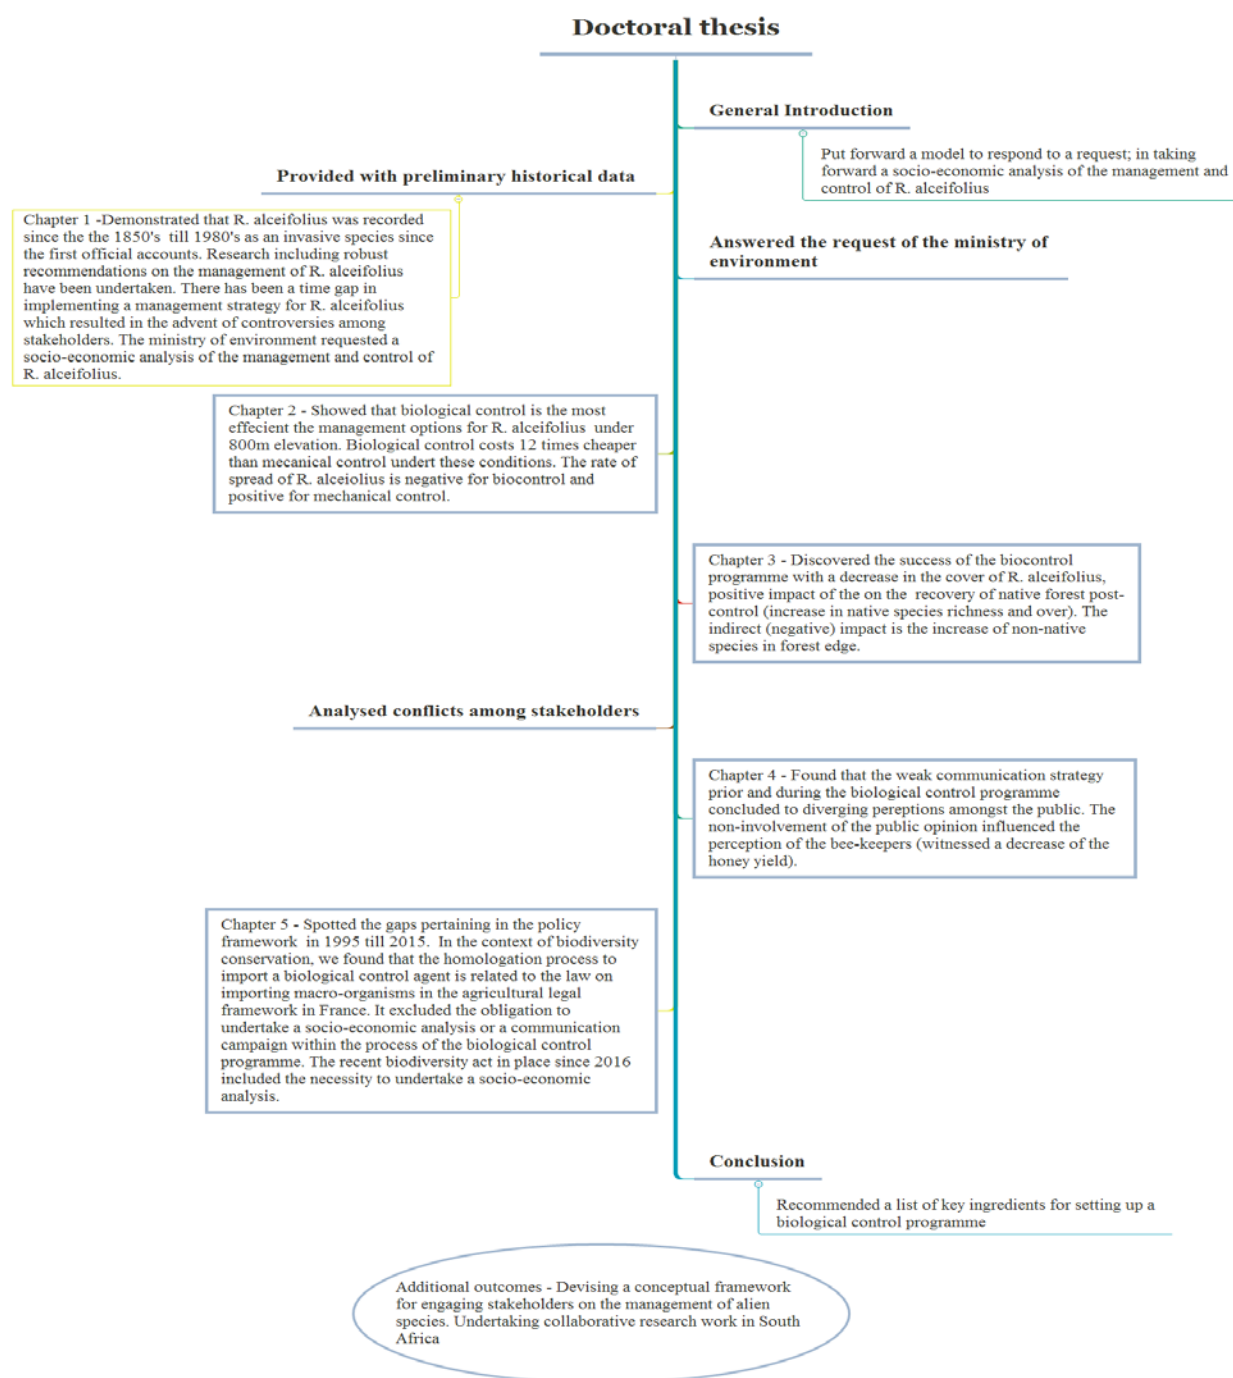 Doctoral thesis
General Introduction
Put forward a model to respond to a request; in taking
forward a socio-economic analysis of the management and
control of R. alceifolius
Provided with preliminary historical data
Chapter 1 -Demonstrated that R. alceifolius was recorded
since the the 1850's till 1980's as an invasive species since
the first official accounts. Research including robust
recommendations on the management of R. alceifolius
have been undertaken. There has been a time gap in
implementing a management strategy for R. alceifolius
which resulted in the advent of controversies among
stakeholders. The ministry of environment requested a
socio-economic analysis of the management and control of
R. alceifolius.
Answered the request of the ministry of
environment
Chapter 2 - Showed that biological control is the most
effecient the management options for R. alceifolius under
800m elevation. Biological control costs 12 times cheaper
than mecanical control undert these conditions. The rate of
spread of R. alceiolius is negative for biocontrol and
positive for mechanical control.
Chapter 3 - Discovered the success of the biocontrol
programme with a decrease in the cover of R. alceifolius,
positive impact of the on the recovery of native forest post-
control (increase in native species richness and over). The
indirect (negative) impact is the increase of non-native
species in forest edge.
Analysed conflicts among stakeholders
Chapter 4 - Found that the weak communication strategy
prior and during the biological control programme
concluded to diverging pereptions amongst the public. The
non-involvement of the public opinion influenced the
perception of the bee-keepers (witnessed a decrease of the
honey yield).
Chapter 5 - Spotted the gaps pertaining in the policy
framework in 1995 till 2015. In the context of biodiversity
conservation, we found that the homologation process to
import a biological control agent is related to the law on
importing macro-organisms in the agricultural legal
framework in France. It excluded the obligation to
undertake a socio-economic analysis or a communication
campaign within the process of the biological control
programme. The recent biodiversity act in place since 2016
included the necessity to undertake a socio-economic
analysis.
Conclusion
Recommended a list of key ingredients for setting up a
biological control programme
Additional outcomes - Devising a conceptual framework
for engaging stakeholders on the management of alien
species. Undertaking collaborative research work in South
Africa